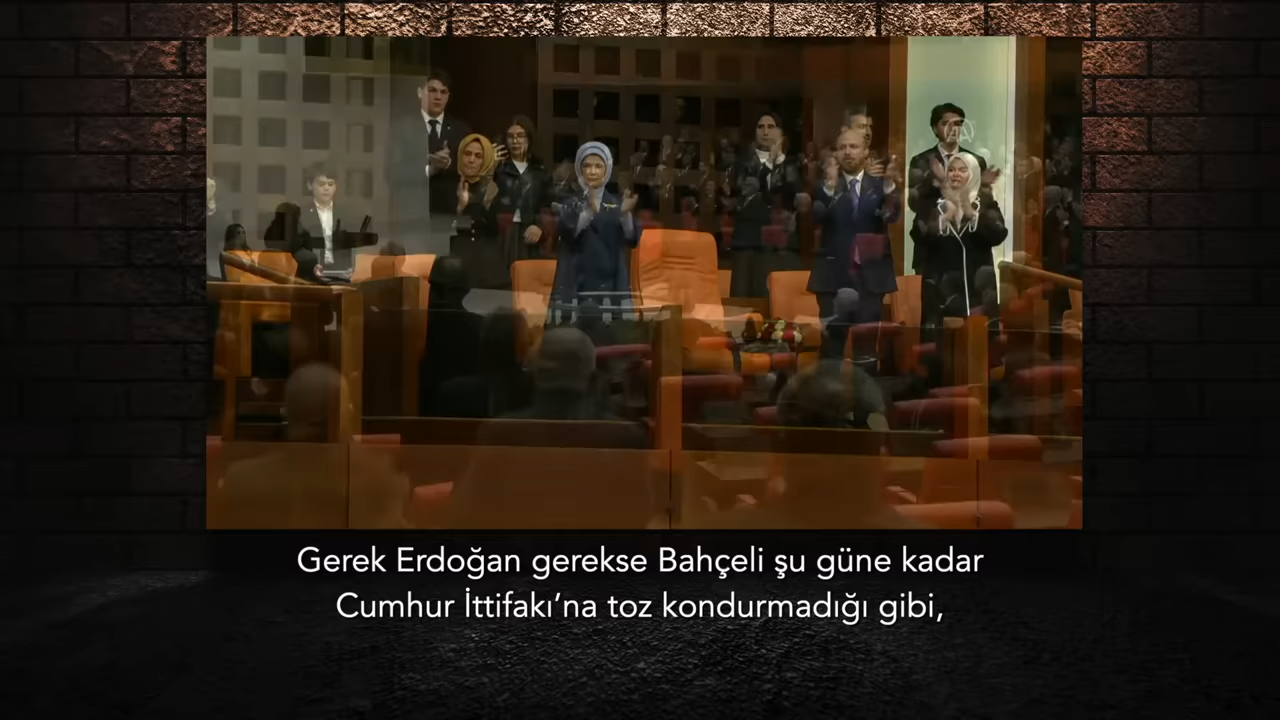 Gerek Erdoğan gerekse Bahçeli şu güne kadar
Cumhur İttifakı’na toz kondurmadığı gibi,